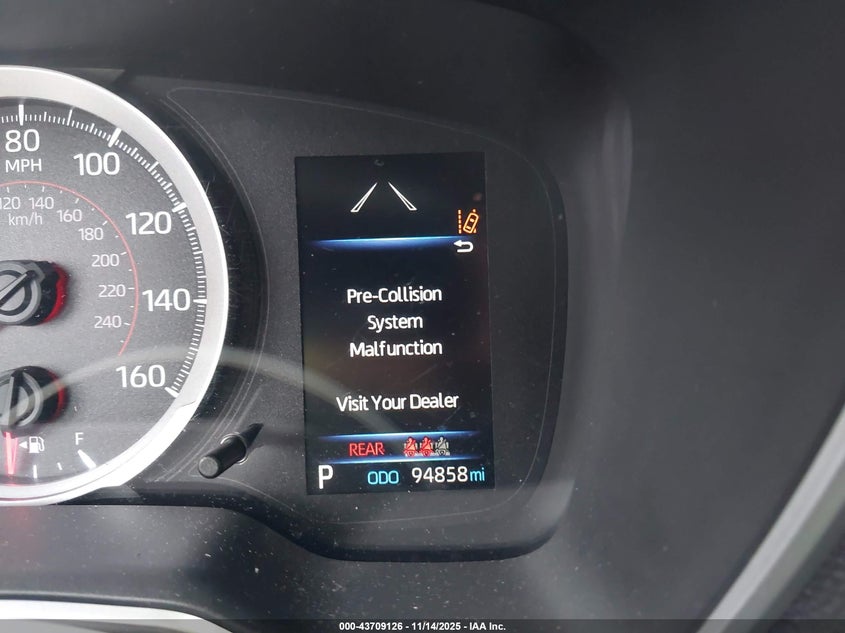 80
MPH
100
120
140
160
120
140
km/h
160
180
200
220
240
F
Pre-Collision
System
Malfunction
Visit Your Dealer
REAR
P ODO 94858 mi
000-43709126 - 11/14/2025 - IAA Inc.